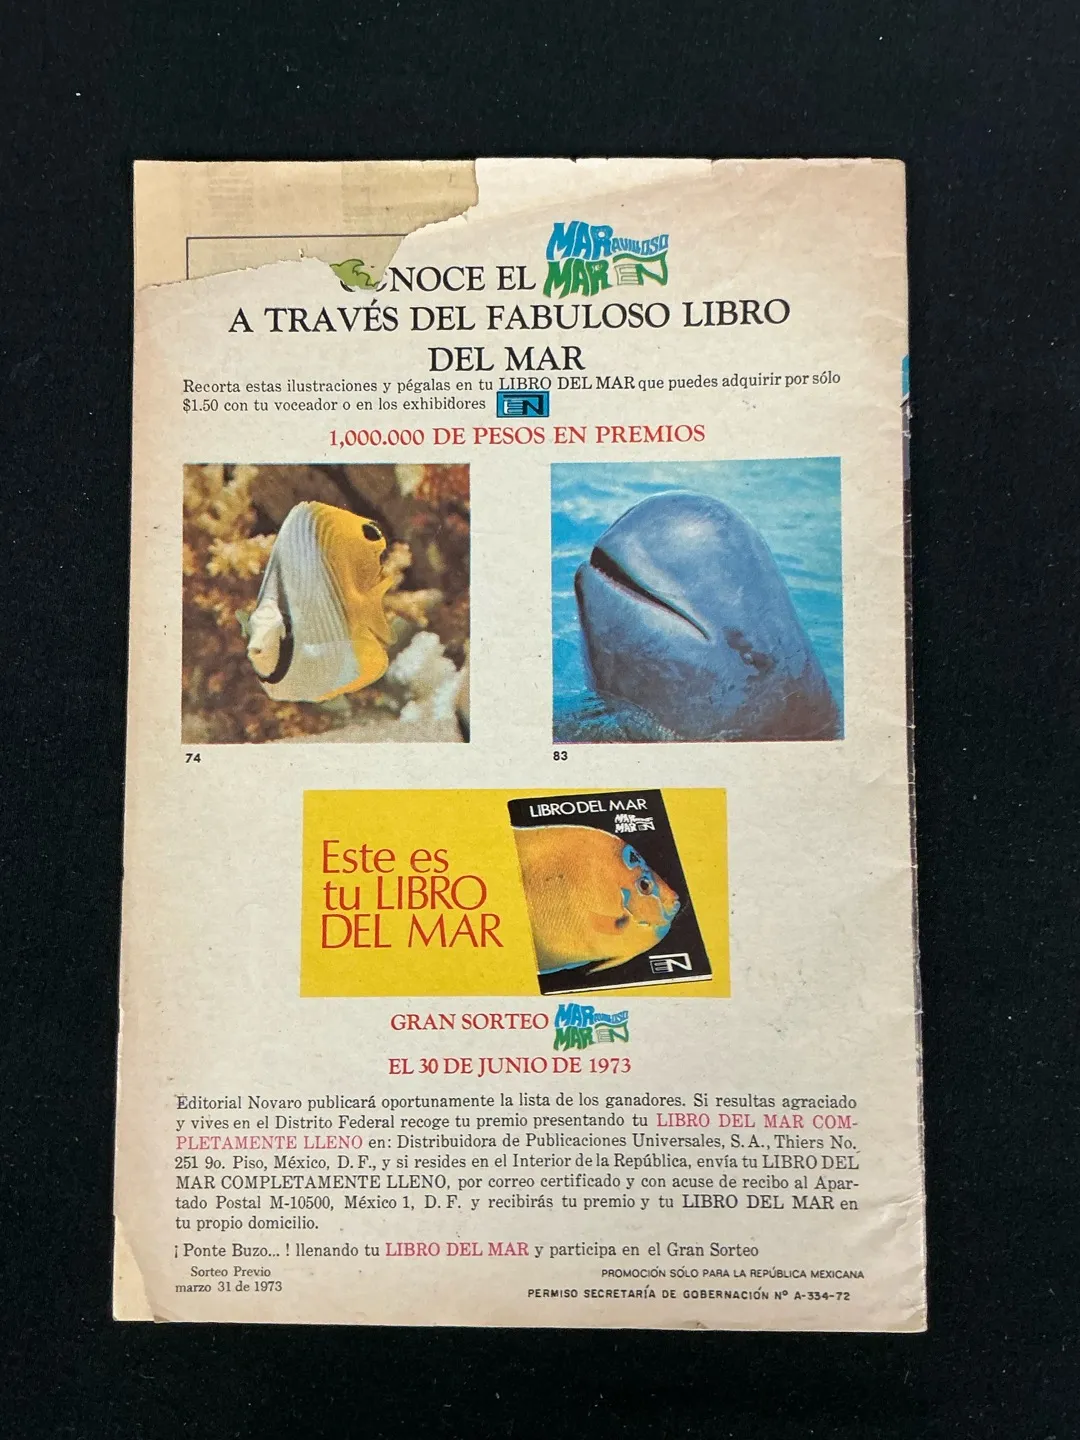 CONOCE EL MARAVILLOSO
MAR EN
A TRAVÉS DEL FABULOSO LIBRO
DEL MAR
Recorta estas ilustraciones y pégalas en tu LIBRO DEL MAR que puedes adquirir por sólo
$1.50 con tu voceador o en los exhibidores EN
1,000.000 DE PESOS EN PREMIOS
74
83
LIBRO DEL MAR
MARAVILLOSO
MAR EN
Este es
tu LIBRO
DEL MAR
EN
GRAN SORTEO MARAVILLOSO
MAR EN
EL 30 DE JUNIO DE 1973
Editorial Novaro publicará oportunamente la lista de los ganadores. Si resultas agraciado
y vives en el Distrito Federal recoge tu premio presentando tu LIBRO DEL MAR COM-
PLETAMENTE LLENO en: Distribuidora de Publicaciones Universales, S. A., Thiers No.
251 9o. Piso, México, D. F., y si resides en el Interior de la República, envía tu LIBRO DEL
MAR COMPLETAMENTE LLENO, por correo certificado y con acuse de recibo al Apar-
tado Postal M-10500, México 1, D. F. y recibirás tu premio y tu LIBRO DEL MAR en
tu propio domicilio.
¡Ponte Buzo...! llenando tu LIBRO DEL MAR y participa en el Gran Sorteo
Sorteo Previo
marzo 31 de 1973
PROMOCIÓN SÓLO PARA LA REPÚBLICA MEXICANA
PERMISO SECRETARÍA DE GOBERNACIÓN Nº A-334-72